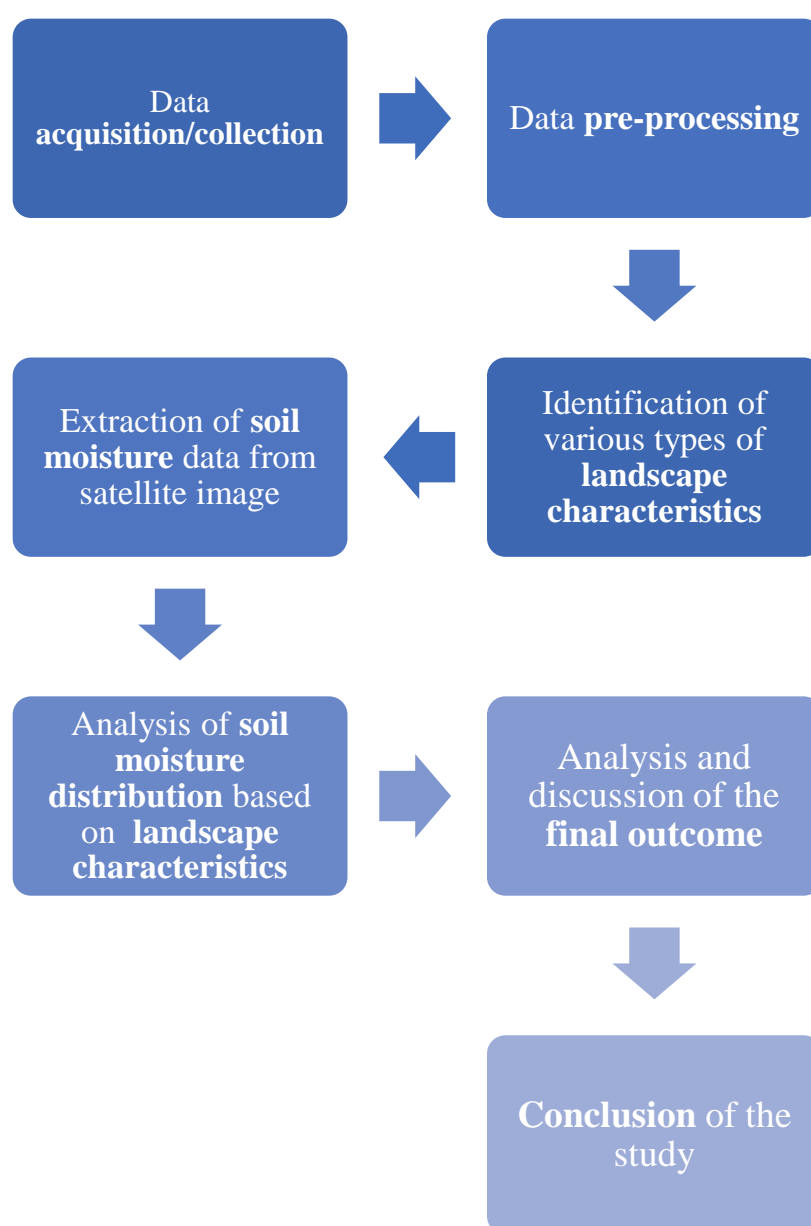 Data
acquisition/collection
Data pre-processing
Identification of
various types of
landscape
characteristics
Extraction of soil
moisture data from
satellite image
Analysis of soil
moisture
distribution based
on landscape
characteristics
Analysis and
discussion of the
final outcome
Conclusion of the
study